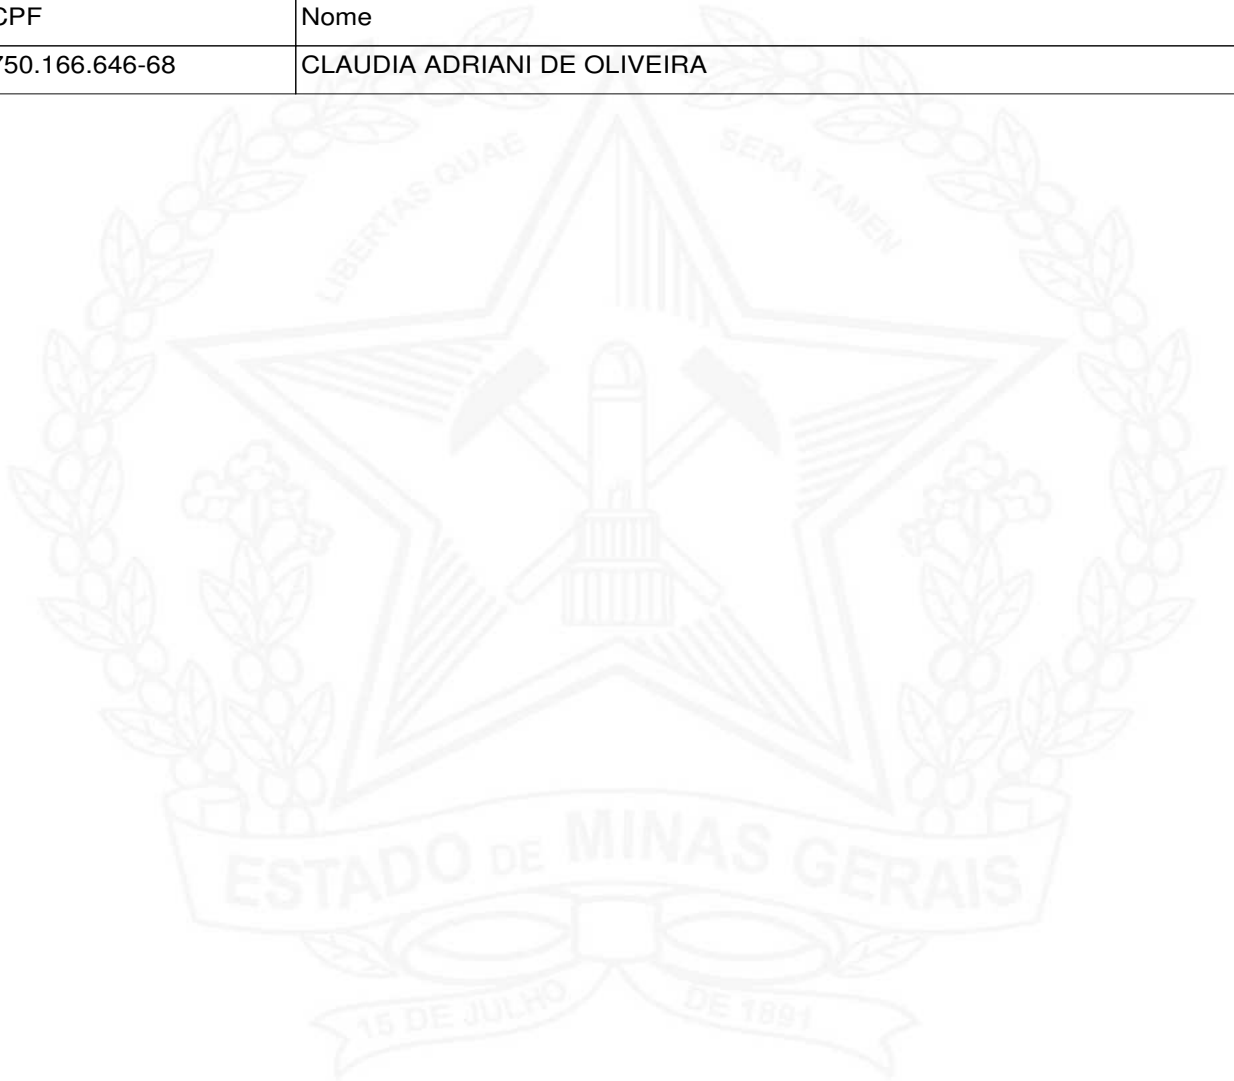 CPF Nome
750.166.646-68 CLAUDIA ADRIANI DE OLIVEIRA
LIBERTAS QUAE SERA TAMEN
ESTADO DE MINAS GERAIS
15 DE JULHO DE 1891